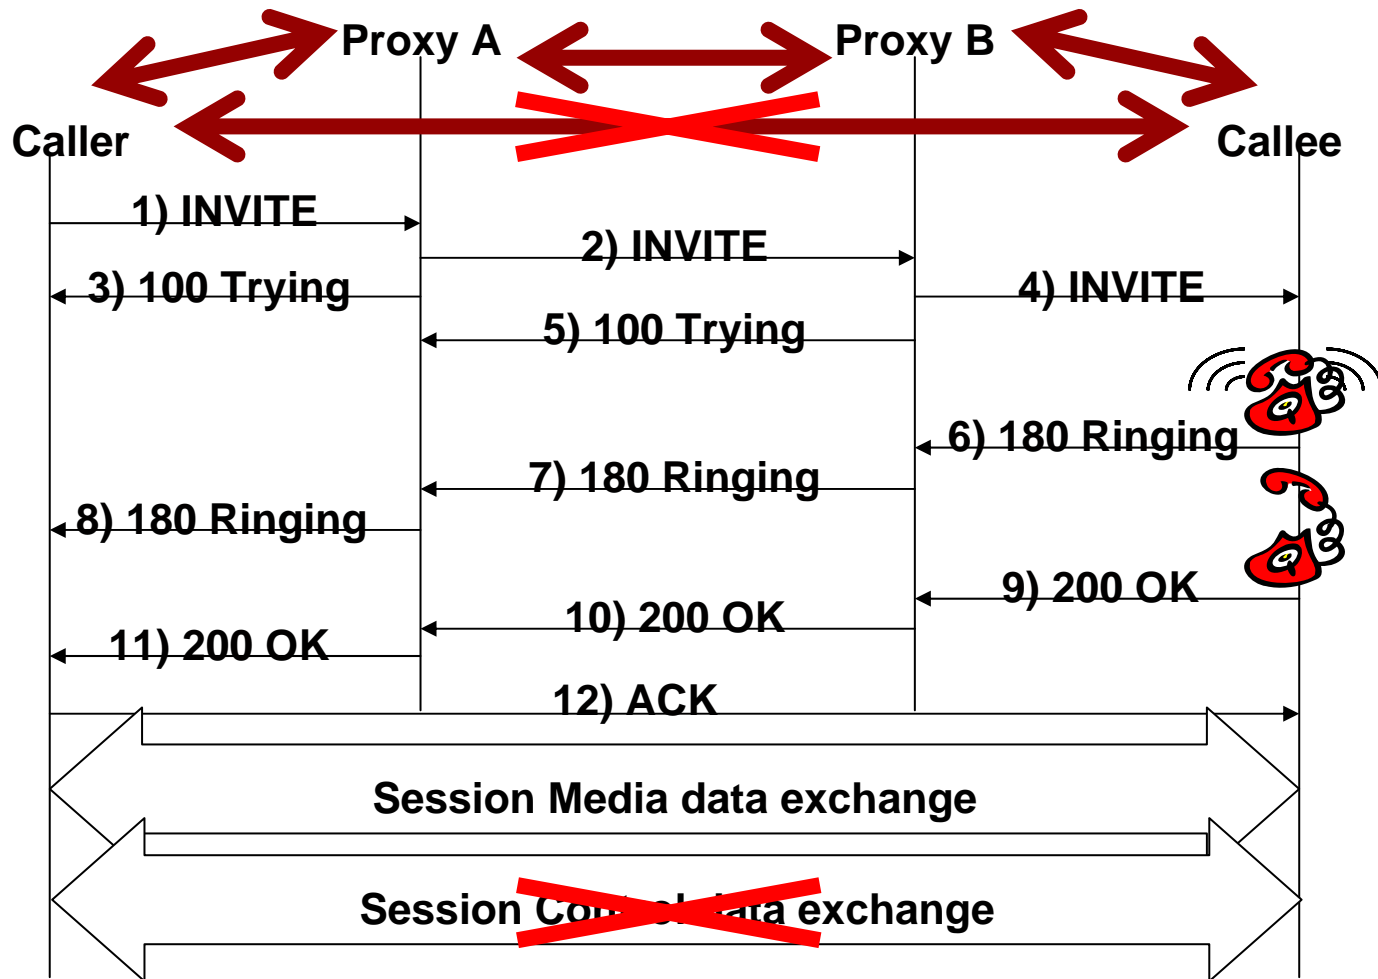 Proxy A
Proxy B
Caller
Callee
1) INVITE
2) INVITE
3) 100 Trying
4) INVITE
5) 100 Trying
6) 180 Ringing
7) 180 Ringing
8) 180 Ringing
9) 200 OK
10) 200 OK
11) 200 OK
12) ACK
Session Media data exchange
Session Control data exchange